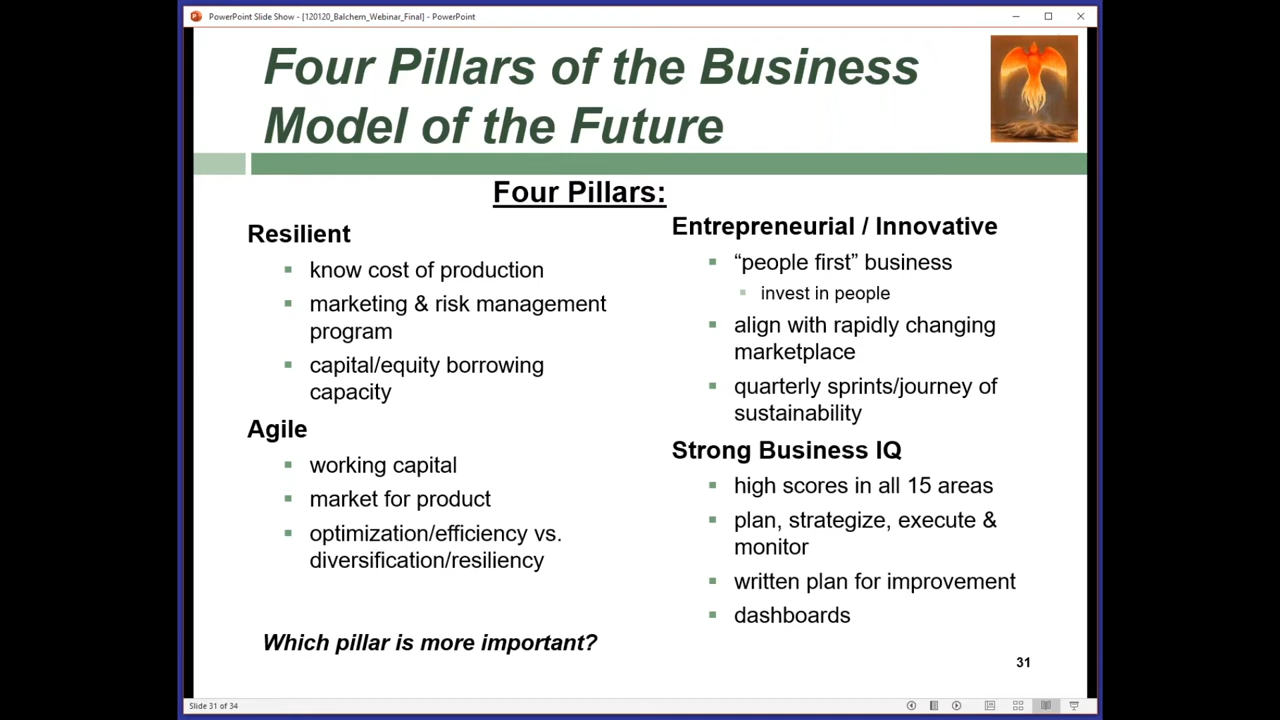 PowerPoint Slide Show - [120120_Balchem_Webinar_Final] - PowerPoint
Four Pillars of the Business
Model of the Future
Four Pillars:
Resilient
know cost of production
marketing & risk management
program
capital/equity borrowing
capacity
Agile
working capital
market for product
optimization/efficiency vs.
diversification/resiliency
Which pillar is more important?
Entrepreneurial / Innovative
“people first” business
invest in people
align with rapidly changing
marketplace
quarterly sprints/journey of
sustainability
Strong Business IQ
high scores in all 15 areas
plan, strategize, execute &
monitor
written plan for improvement
dashboards
31
Slide 31 of 34